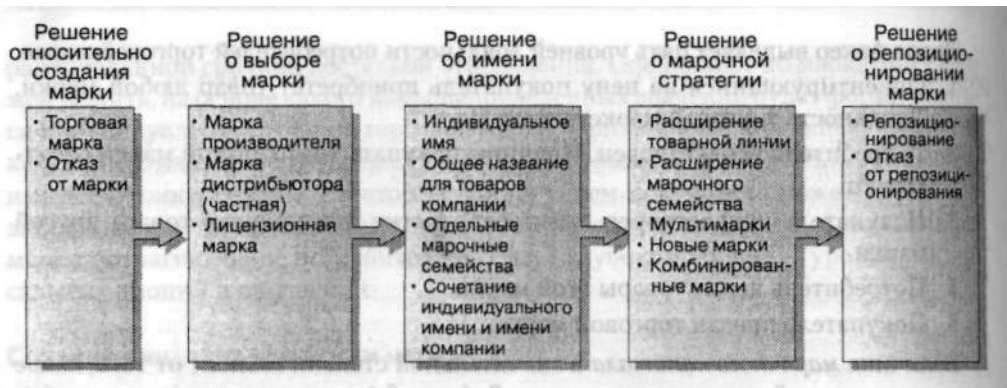 Решение
относительно
создания
марки
• Торговая
марка
• Отказ
от марки
Решение
о выборе
марки
• Марка
производителя
• Марка
дистрибьютора
(частная)
• Лицензионная
марка
Решение
об имени
марки
• Индивидуальное
имя
• Общее название
для товаров
компании
• Отдельные
марочные
семейства
• Сочетание
индивидуального
имени и имени
компании
Решение
о марочной
стратегии
• Расширение
товарной линии
• Расширение
марочного
семейства
• Мультимарки
• Новые марки
• Комбинирован-
ные марки
Решение
о репозицио-
нировании
марки
• Репозицио-
нирование
• Отказ
от репозици-
онирования